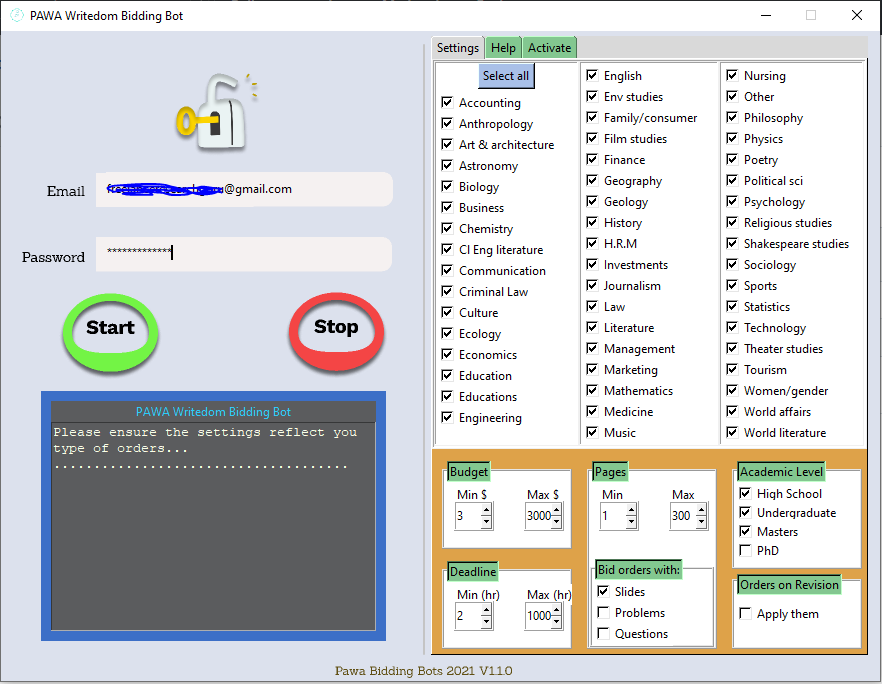 PAWA Writedom Bidding Bot
Email
@gmail.com
Password
*************
Start
Stop
PAWA Writedom Bidding Bot
Please ensure the settings reflect you
type of orders...
.....................................
Settings Help Activate
Select all
Accounting
Anthropology
Art & architecture
Astronomy
Biology
Business
Chemistry
Cl Eng literature
Communication
Criminal Law
Culture
Ecology
Economics
Education
Educations
Engineering
English
Env studies
Family/consumer
Film studies
Finance
Geography
Geology
History
H.R.M
Investments
Journalism
Law
Literature
Management
Marketing
Mathematics
Medicine
Music
Nursing
Other
Philosophy
Physics
Poetry
Political sci
Psychology
Religious studies
Shakespeare studies
Sociology
Sports
Statistics
Technology
Theater studies
Tourism
Women/gender
World affairs
World literature
Budget
Min $ Max $
3 3000
Deadline
Min (hr) Max (hr)
2 1000
Pages
Min Max
1 300
Bid orders with:
Slides
Problems
Questions
Academic Level
High School
Undergraduate
Masters
PhD
Orders on Revision
Apply them
Pawa Bidding Bots 2021 V1.1.0